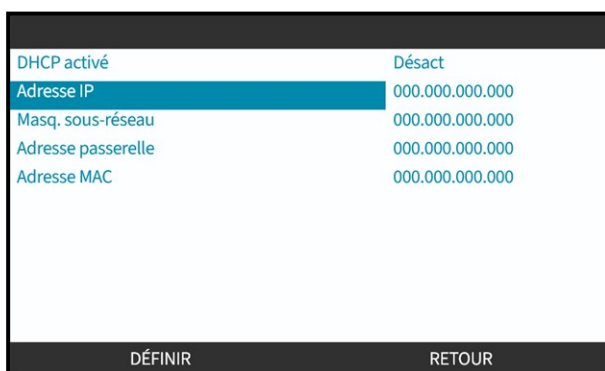 DHCP activé Désact
Adresse IP 000.000.000.000
Masq. sous-réseau 000.000.000.000
Adresse passerelle 000.000.000.000
Adresse MAC 000.000.000.000
DÉFINIR RETOUR